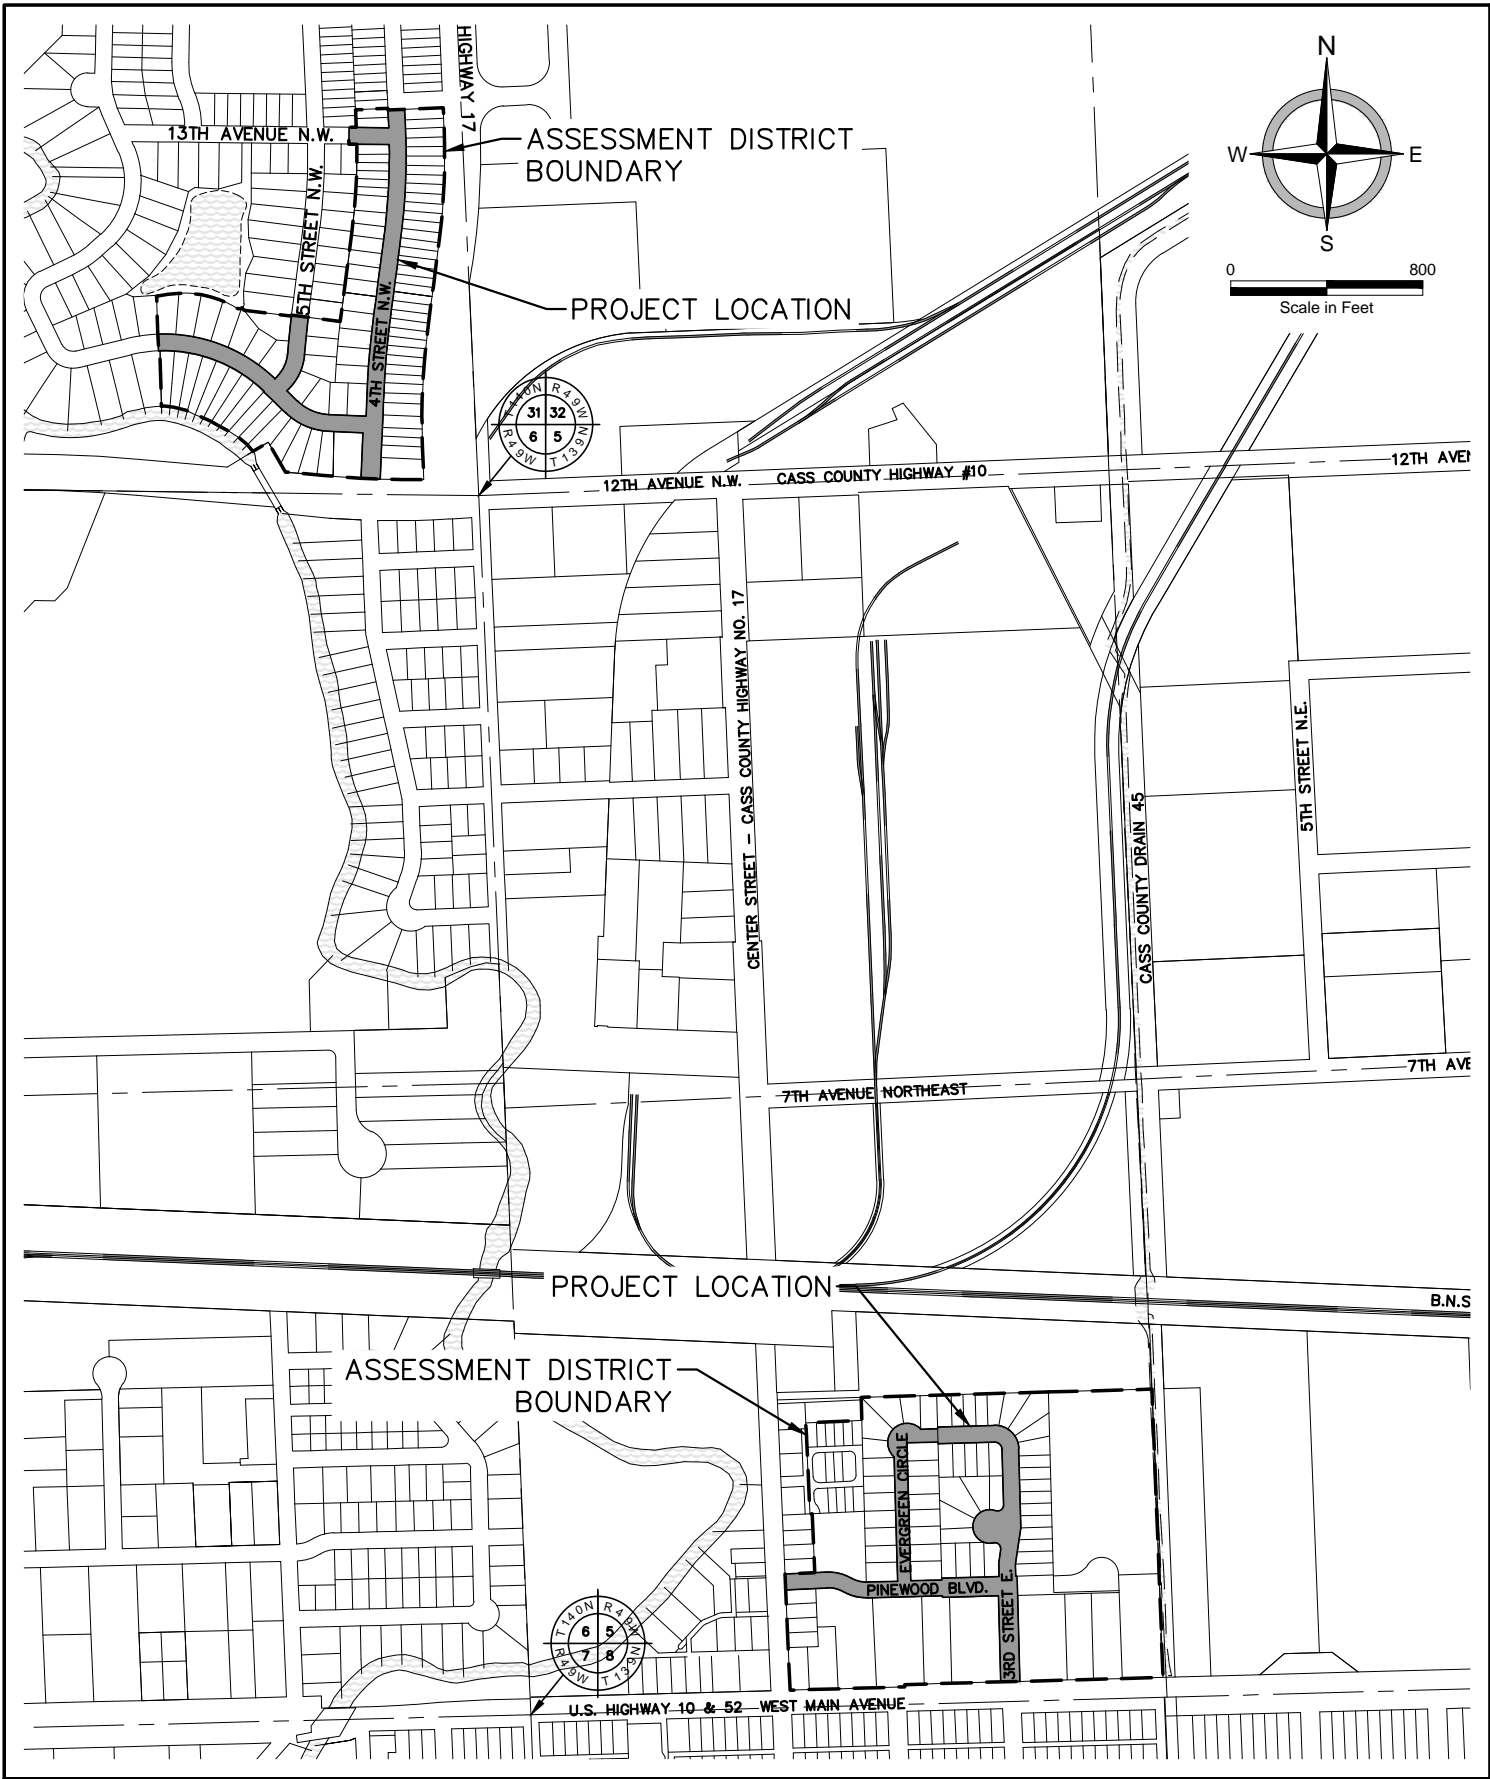 HIGHWAY 17
N
W
E
S
0
800
Scale in Feet
13TH AVENUE N.W.
ASSESSMENT DISTRICT
BOUNDARY
5TH STREET N.W.
4TH STREET N.W.
PROJECT LOCATION
T140N
R49W
31
32
6
5
R49W
T139N
12TH AVENUE N.W.
CASS COUNTY HIGHWAY #10
12TH AVEN
CENTER STREET – CASS COUNTY HIGHWAY NO. 17
5TH STREET N.E.
CASS COUNTY DRAIN 45
7TH AVENUE NORTHEAST
7TH AVE
PROJECT LOCATION
B.N.S
ASSESSMENT DISTRICT
BOUNDARY
EVERGREEN CIRCLE
PINEWOOD BLVD.
3RD STREET E.
T140N
R49W
6
5
7
8
R49W
T139N
U.S. HIGHWAY 10 & 52 WEST MAIN AVENUE